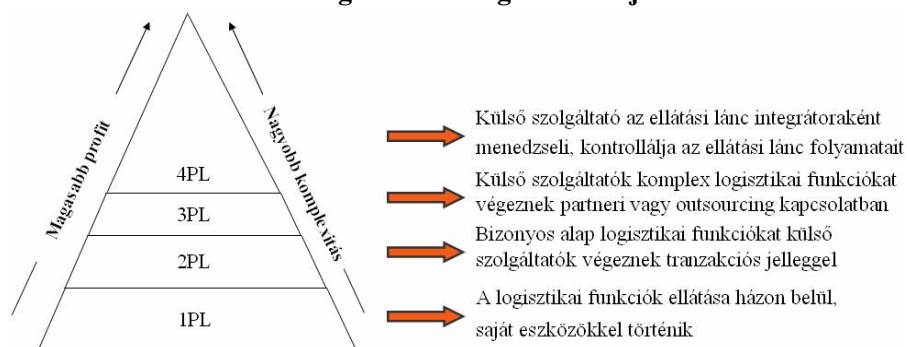 Magasabb profit
Nagyobb komplexitás
4PL
3PL
2PL
1PL
Külső szolgáltató az ellátási lánc integrátoraként
menedzseli, kontrollálja az ellátási lánc folyamatait
Külső szolgáltatók komplex logisztikai funkciókat
végeznek partneri vagy outsourcing kapcsolatban
Bizonyos alap logisztikai funkciókat külső
szolgáltatók végeznek tranzakciós jelleggel
A logisztikai funkciók ellátása házon belül,
saját eszközökkel történik